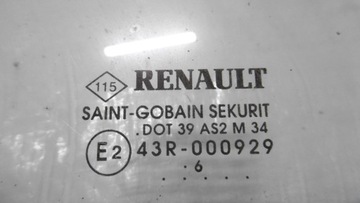 115 RENAULT
SAINT-GOBAIN SEKURIT
.DOT 39 AS2 M 34
E2 43R-000929
. 6
. . . . .